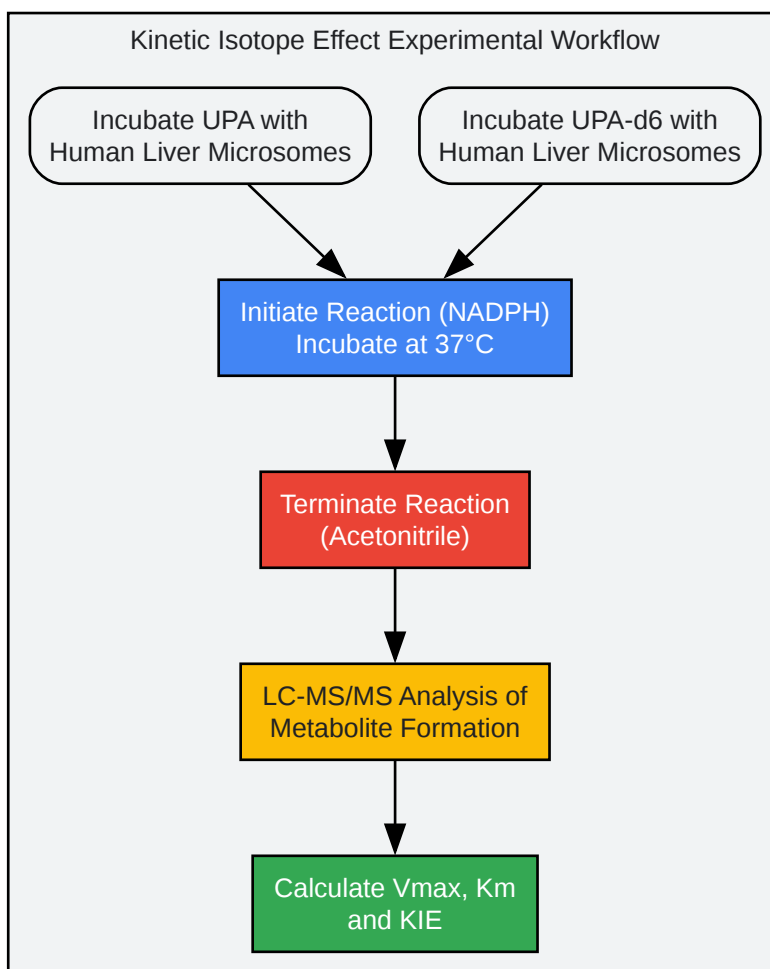 Kinetic Isotope Effect Experimental Workflow
Incubate UPA with
Human Liver Microsomes
Incubate UPA-d6 with
Human Liver Microsomes
Initiate Reaction (NADPH)
Incubate at 37°C
Terminate Reaction
(Acetonitrile)
LC-MS/MS Analysis of
Metabolite Formation
Calculate Vmax, Km
and KIE